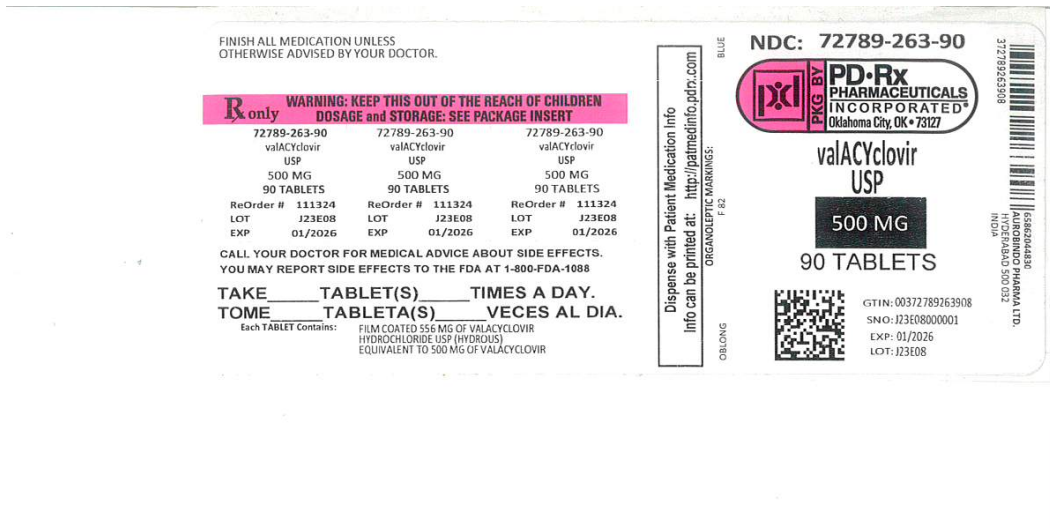 FINISH ALL MEDICATION UNLESS
OTHERWISE ADVISED BY YOUR DOCTOR.
Rx only
WARNING: KEEP THIS OUT OF THE REACH OF CHILDREN
DOSAGE and STORAGE: SEE PACKAGE INSERT
72789-263-90 72789-263-90 72789-263-90
valACYclovir valACYclovir valACYclovir
USP USP USP
500 MG 500 MG 500 MG
90 TABLETS 90 TABLETS 90 TABLETS
ReOrder # 111324 ReOrder # 111324 ReOrder # 111324
LOT J23E08 LOT J23E08 LOT J23E08
EXP 01/2026 EXP 01/2026 EXP 01/2026
CALL YOUR DOCTOR FOR MEDICAL ADVICE ABOUT SIDE EFFECTS.
YOU MAY REPORT SIDE EFFECTS TO THE FDA AT 1-800-FDA-1088
TAKE______TABLET(S)______TIMES A DAY.
TOME______TABLETA(S)______VECES AL DIA.
Each TABLET Contains: FILM COATED 556 MG OF VALACYCLOVIR
HYDROCHLORIDE USP (HYDROUS)
EQUIVALENT TO 500 MG OF VALACYCLOVIR
Dispense with Patient Medication Info
Info can be printed at: http://patmedinfo.pdrx.com
ORGANOLEPTIC MARKINGS:
OBLONG F 82 BLUE
NDC: 72789-263-90
PKG BY
PD·Rx
PHARMACEUTICALS
INCORPORATED®
Oklahoma City, OK • 73127
valACYclovir
USP
500 MG
90 TABLETS
GTIN: 00372789263908
SNO: J23E08000001
EXP: 01/2026
LOT: J23E08
372789263908
65862044830
AUROBINDO PHARMA LTD.
HYDERABAD 500 032
INDIA